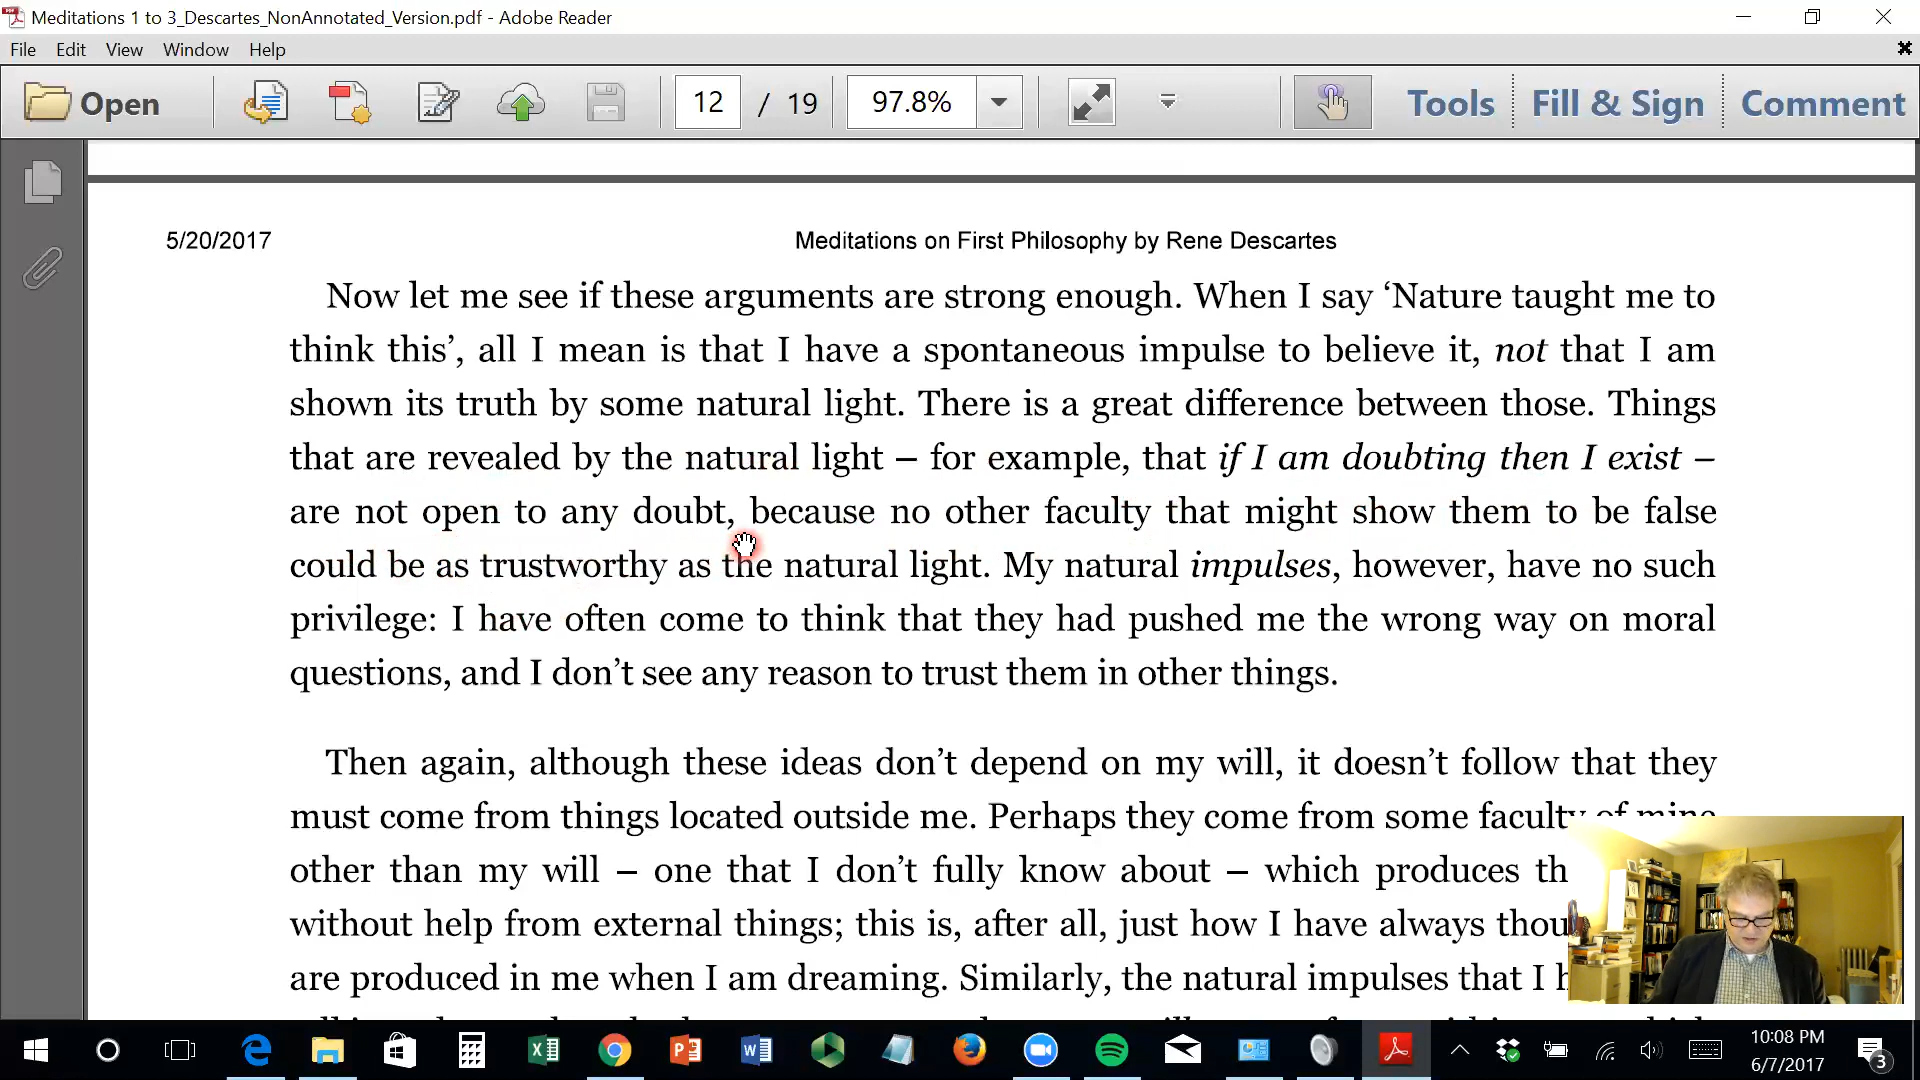 Meditations 1 to 3_Descartes_NonAnnotated_Version.pdf - Adobe Reader
File Edit View Window Help
Open 12 / 19 97.8% Tools Fill & Sign Comment
5/20/2017 Meditations on First Philosophy by Rene Descartes
Now let me see if these arguments are strong enough. When I say ‘Nature taught me to
think this’, all I mean is that I have a spontaneous impulse to believe it, not that I am
shown its truth by some natural light. There is a great difference between those. Things
that are revealed by the natural light – for example, that if I am doubting then I exist –
are not open to any doubt, because no other faculty that might show them to be false
could be as trustworthy as the natural light. My natural impulses, however, have no such
privilege: I have often come to think that they had pushed me the wrong way on moral
questions, and I don’t see any reason to trust them in other things.
Then again, although these ideas don’t depend on my will, it doesn’t follow that they
must come from things located outside me. Perhaps they come from some faculty of mine
other than my will – one that I don’t fully know about – which produces th
without help from external things; this is, after all, just how I have always thou
are produced in me when I am dreaming. Similarly, the natural impulses that I h
10:08 PM
6/7/2017
3